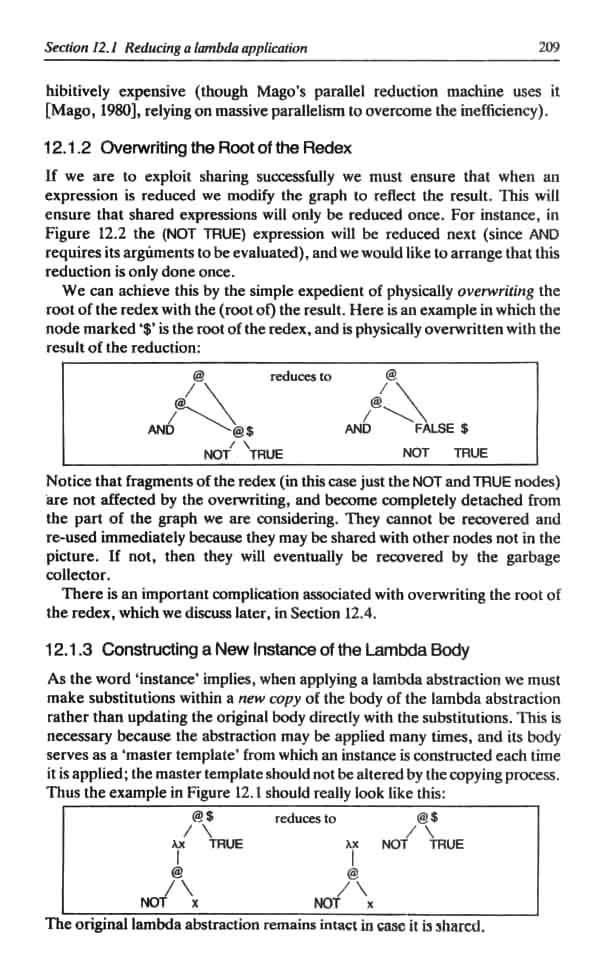 Section 12.1 Reducing a lambda application 209
hibitively expensive (though Mago's parallel reduction machine uses it
[Mago, 1980], relying on massive parallelism to overcome the inefficiency).
12.1.2 Overwriting the Root of the Redex
If we are to exploit sharing successfully we must ensure that when an
expression is reduced we modify the graph to reflect the result. This will
ensure that shared expressions will only be reduced once. For instance, in
Figure 12.2 the (NOT TRUE) expression will be reduced next (since AND
requires its arguments to be evaluated), and we would like to arrange that this
reduction is only done once.
We can achieve this by the simple expedient of physically overwriting the
root of the redex with the (root of) the result. Here is an example in which the
node marked '$' is the root of the redex, and is physically overwritten with the
result of the reduction:
@ reduces to @
@ @
AND @ $ AND FALSE $
NOT TRUE NOT TRUE
Notice that fragments of the redex (in this case just the NOT and TRUE nodes)
are not affected by the overwriting, and become completely detached from
the part of the graph we are considering. They cannot be recovered and
re-used immediately because they may be shared with other nodes not in the
picture. If not, then they will eventually be recovered by the garbage
collector.
There is an important complication associated with overwriting the root of
the redex, which we discuss later, in Section 12.4.
12.1.3 Constructing a New Instance of the Lambda Body
As the word 'instance' implies, when applying a lambda abstraction we must
make substitutions within a new copy of the body of the lambda abstraction
rather than updating the original body directly with the substitutions. This is
necessary because the abstraction may be applied many times, and its body
serves as a 'master template' from which an instance is constructed each time
it is applied; the master template should not be altered by the copying process.
Thus the example in Figure 12.1 should really look like this:
@ $ reduces to @ $
λx TRUE λx NOT TRUE
@ @
NOT x NOT x
The original lambda abstraction remains intact in case it is shared.